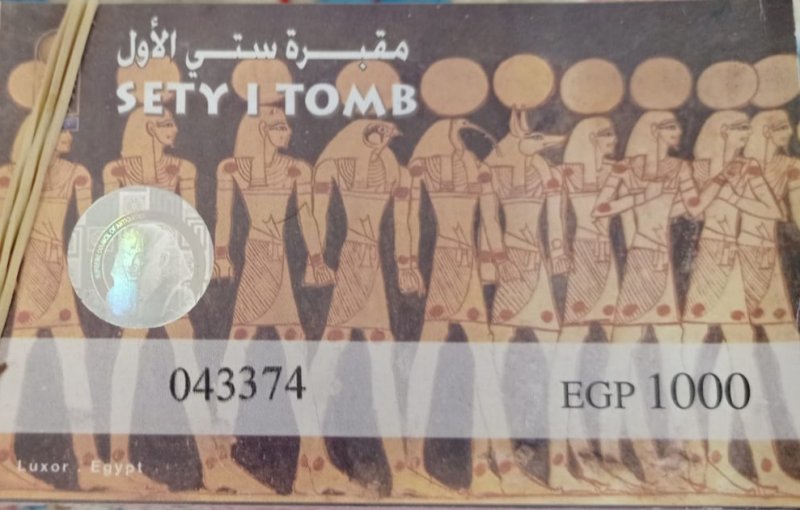 مقبرة ستي الأول
SETY I TOMB
043374
EGP 1000
Luxor . Egypt